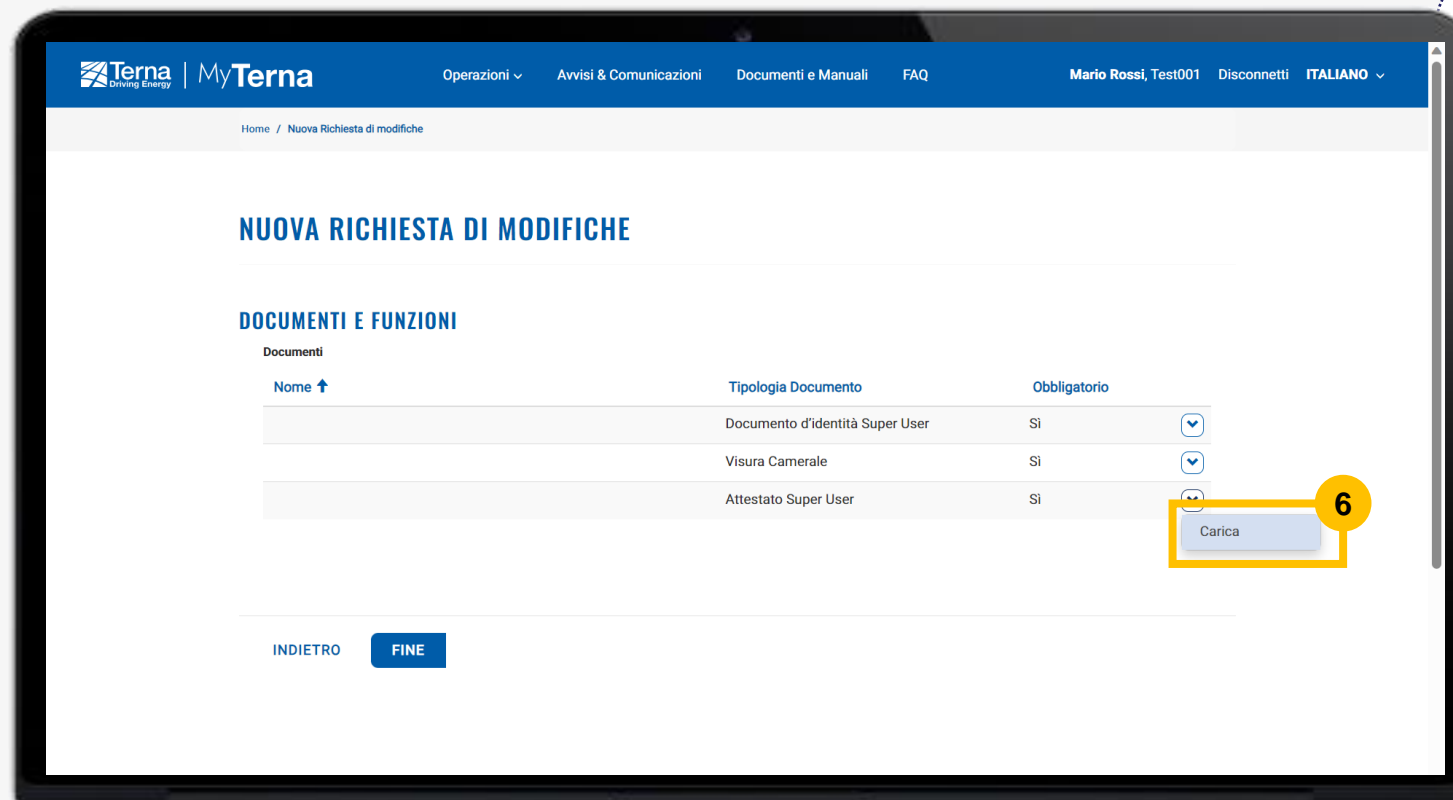 Terna Driving Energy | MyTerna Operazioni Avvisi & Comunicazioni Documenti e Manuali FAQ Mario Rossi, Test001 Disconnetti ITALIANO
Home / Nuova Richiesta di modifiche
NUOVA RICHIESTA DI MODIFICHE
DOCUMENTI E FUNZIONI
Documenti
Nome Tipologia Documento Obbligatorio
Documento d’identità Super User Sì
Visura Camerale Sì
Attestato Super User Sì
6
Carica
INDIETRO FINE